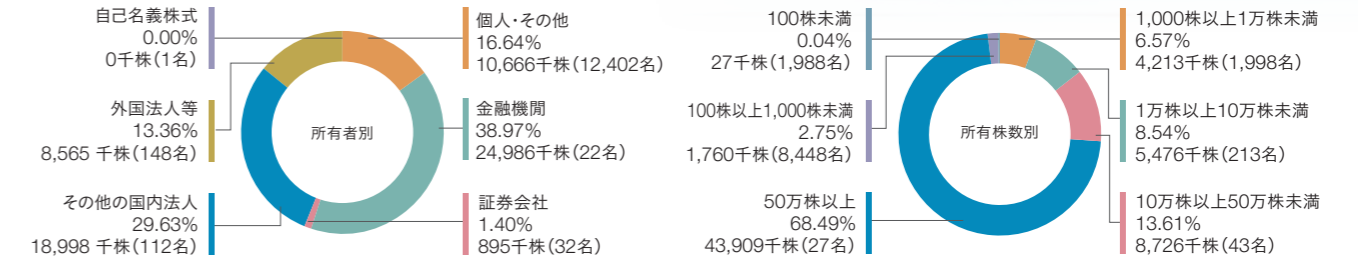 自己名義株式
0.00%
0千株(1名)
外国法人等
13.36%
8,565 千株(148名)
その他の国内法人
29.63%
18,998 千株(112名)
所有者別
個人・その他
16.64%
10,666千株(12,402名)
金融機関
38.97%
24,986千株(22名)
証券会社
1.40%
895千株(32名)
100株未満
0.04%
27千株(1,988名)
100株以上1,000株未満
2.75%
1,760千株(8,448名)
50万株以上
68.49%
43,909千株(27名)
所有株数別
1,000株以上1万株未満
6.57%
4,213千株(1,998名)
1万株以上10万株未満
8.54%
5,476千株(213名)
10万株以上50万株未満
13.61%
8,726千株(43名)